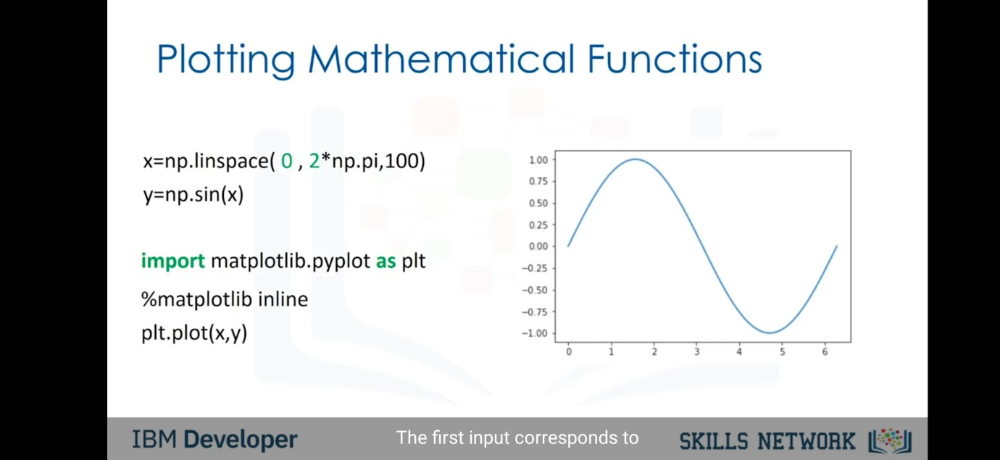 Plotting Mathematical Functions
x=np.linspace( 0 , 2*np.pi,100)
y=np.sin(x)
import matplotlib.pyplot as plt
%matplotlib inline
plt.plot(x,y)
1.00
0.75
0.50
0.25
0.00
−0.25
−0.50
−0.75
−1.00
0 1 2 3 4 5 6
IBM Developer
The first input corresponds to
SKILLS NETWORK